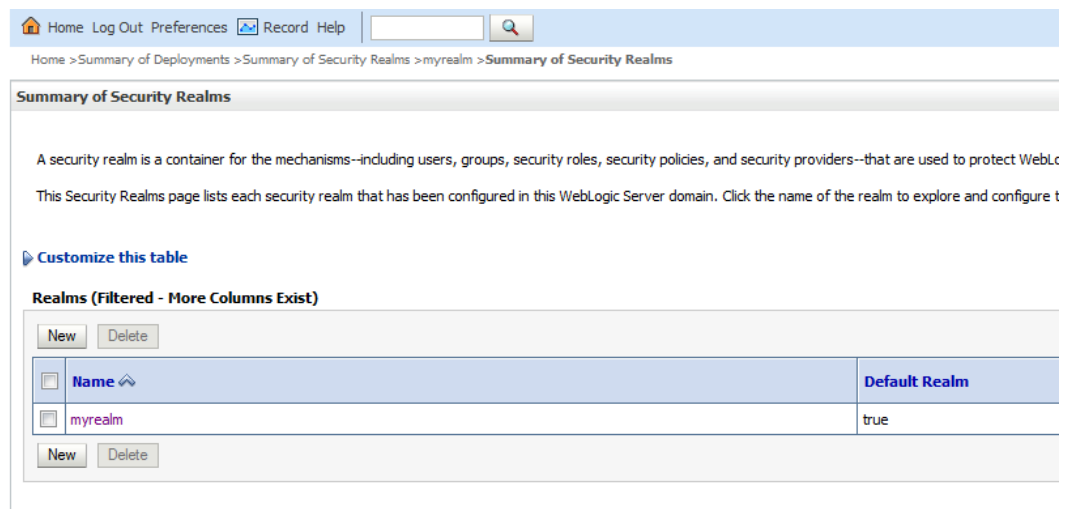 Home Log Out Preferences Record Help
Home >Summary of Deployments >Summary of Security Realms >myrealm >Summary of Security Realms
Summary of Security Realms
A security realm is a container for the mechanisms--including users, groups, security roles, security policies, and security providers--that are used to protect WebLo
This Security Realms page lists each security realm that has been configured in this WebLogic Server domain. Click the name of the realm to explore and configure t
Customize this table
Realms (Filtered - More Columns Exist)
New Delete
Name Default Realm
myrealm true
New Delete